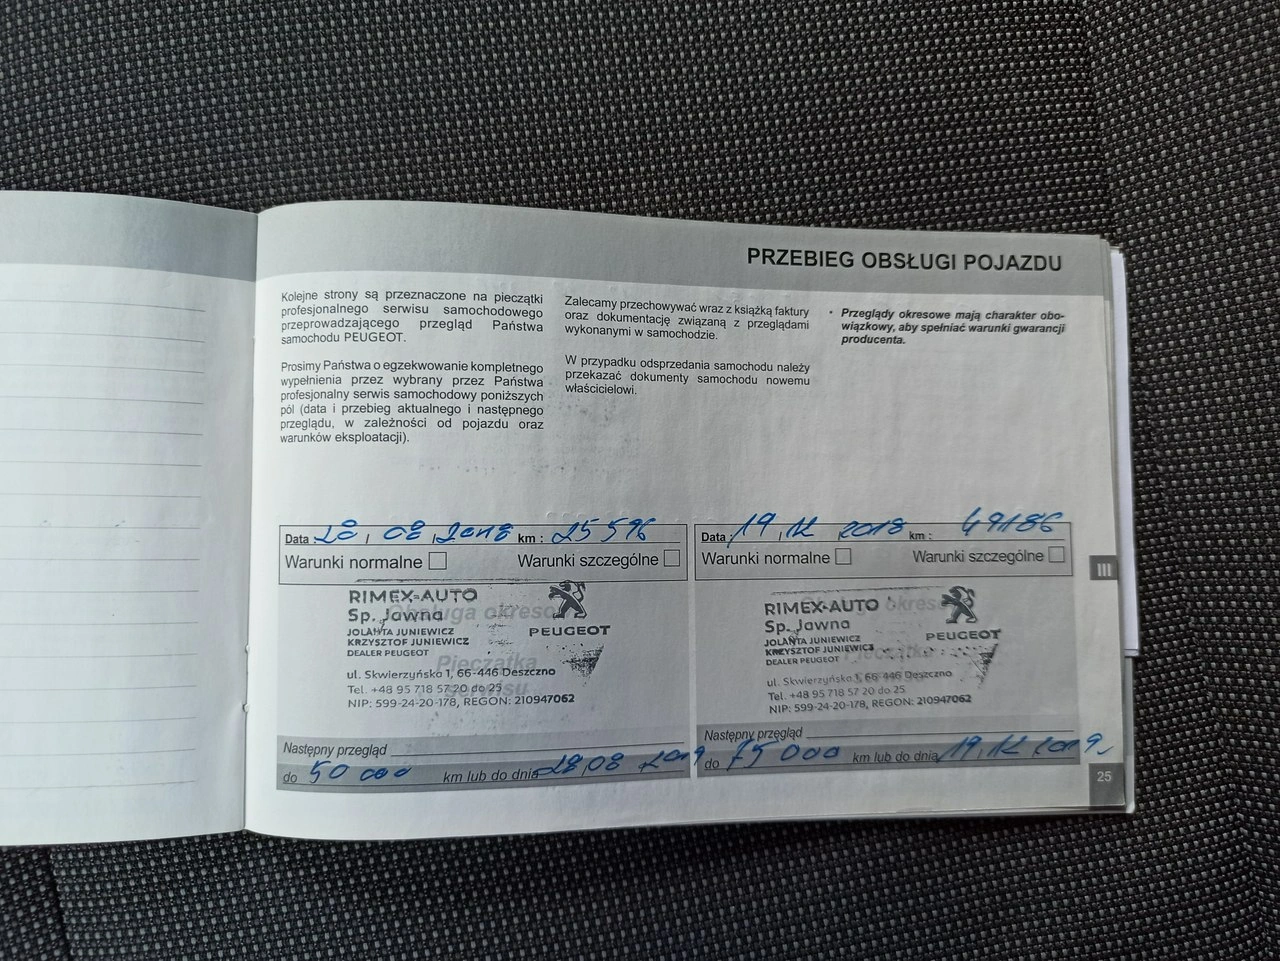 PRZEBIEG OBSŁUGI POJAZDU
Kolejne strony są przeznaczone na pieczątki
profesjonalnego serwisu samochodowego
przeprowadzającego przegląd Państwa
samochodu PEUGEOT.
Prosimy Państwa o egzekwowanie kompletnego
wypełnienia przez wybrany przez Państwa
profesjonalny serwis samochodowy poniższych
pól (data i przebieg aktualnego i następnego
przeglądu, w zależności od pojazdu oraz
warunków eksploatacji).
Zalecamy przechowywać wraz z książką faktury
oraz dokumentację związaną z przeglądami
wykonanymi w samochodzie.
W przypadku odsprzedania samochodu należy
przekazać dokumenty samochodu nowemu
właścicielowi.
• Przeglądy okresowe mają charakter obo-
wiązkowy, aby spełniać warunki gwarancji
producenta.
Data : 28, 08, 2018 km : 25 596
Warunki normalne Warunki szczególne
Obsługa okresowa
RIMEX-AUTO
Sp. Jawna
JOLANTA JUNIEWICZ
KRZYSZTOF JUNIEWICZ
DEALER PEUGEOT
PEUGEOT
Pieczątka
serwisu
ul. Skwierzyńska 1, 66-446 Deszczno
Tel. +48 95 718 57 20 do 25
NIP: 599-24-20-178, REGON: 210947062
Następny przegląd
do 50 000 km lub do dnia 28,08 2019
Data : 19, 12 2018 km : 49186
Warunki normalne Warunki szczególne
RIMEX-AUTO
Sp. Jawna
JOLANTA JUNIEWICZ
KRZYSZTOF JUNIEWICZ
DEALER PEUGEOT
PEUGEOT
Pieczątka
ul. Skwierzyńska 1, 66-446 Deszczno
Tel. +48 95 718 57 20 do 25
NIP: 599-24-20-178, REGON: 210947062
Następny przegląd
do 75 000 km lub do dnia 19,12 2019
III
25